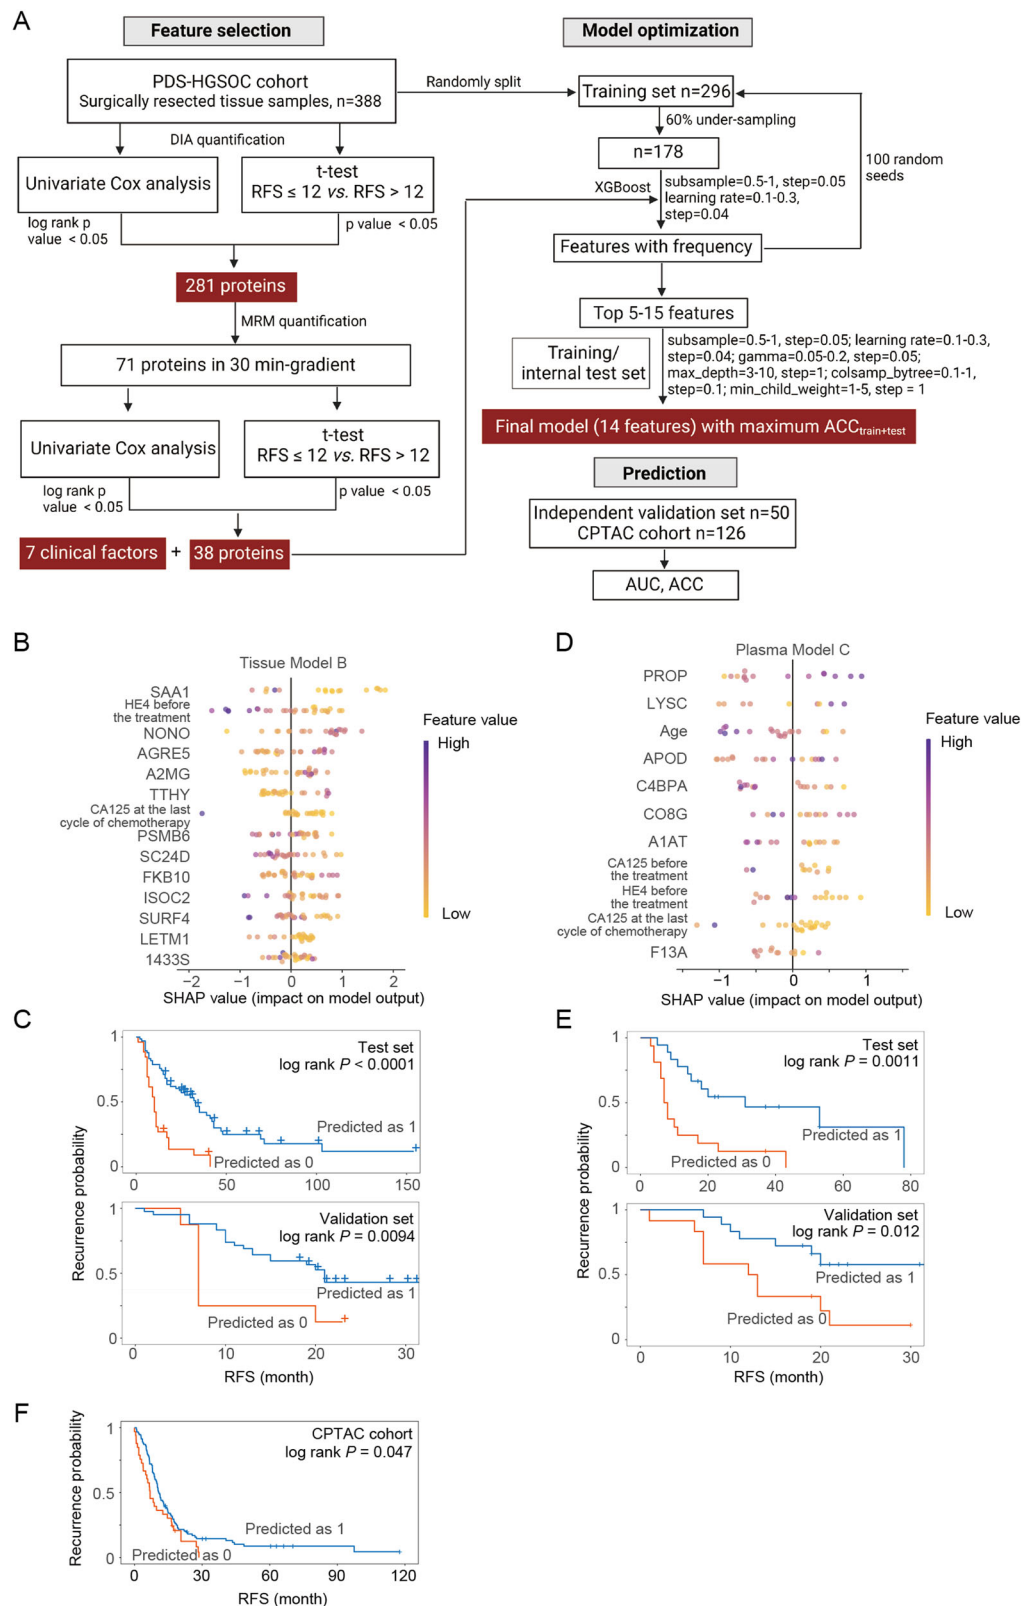 A
Feature selection
PDS-HGSOC cohort
Surgically resected tissue samples, n=388
DIA quantification
Univariate Cox analysis
t-test
RFS ≤ 12 vs. RFS > 12
log rank p
value < 0.05
p value < 0.05
281 proteins
MRM quantification
71 proteins in 30 min-gradient
Univariate Cox analysis
t-test
RFS ≤ 12 vs. RFS > 12
log rank p
value < 0.05
p value < 0.05
7 clinical factors + 38 proteins
Model optimization
Randomly split
Training set n=296
60% under-sampling
n=178
100 random
seeds
XGBoost
subsample=0.5-1, step=0.05
learning rate=0.1-0.3,
step=0.04
Features with frequency
Top 5-15 features
Training/
internal test set
subsample=0.5-1, step=0.05; learning rate=0.1-0.3,
step=0.04; gamma=0.05-0.2, step=0.05;
max_depth=3-10, step=1; colsamp_bytree=0.1-1,
step=0.1; min_child_weight=1-5, step = 1
Final model (14 features) with maximum ACCtrain+test
Prediction
Independent validation set n=50
CPTAC cohort n=126
AUC, ACC
B
Tissue Model B
SAA1
HE4 before
the treatment
NONO
AGRE5
A2MG
TTHY
CA125 at the last
cycle of chemotherapy
PSMB6
SC24D
FKB10
ISOC2
SURF4
LETM1
1433S
Feature value
High
Low
−2 −1 0 1 2
SHAP value (impact on model output)
D
Plasma Model C
PROP
LYSC
Age
APOD
C4BPA
CO8G
A1AT
CA125 before
the treatment
HE4 before
the treatment
CA125 at the last
cycle of chemotherapy
F13A
Feature value
High
Low
−1 0 1
SHAP value (impact on model output)
C
Recurrence probability
1
0.5
0
Test set
log rank P < 0.0001
Predicted as 1
Predicted as 0
0 50 100 150
1
0.5
0
Validation set
log rank P = 0.0094
Predicted as 1
Predicted as 0
0 10 20 30
RFS (month)
E
Recurrence probability
1
0.5
0
Test set
log rank P = 0.0011
Predicted as 1
Predicted as 0
0 20 40 60 80
1
0.5
0
Validation set
log rank P = 0.012
Predicted as 1
Predicted as 0
0 10 20 30
RFS (month)
F
Recurrence probability
1
0.5
0
CPTAC cohort
log rank P = 0.047
Predicted as 1
Predicted as 0
0 30 60 90 120
RFS (month)